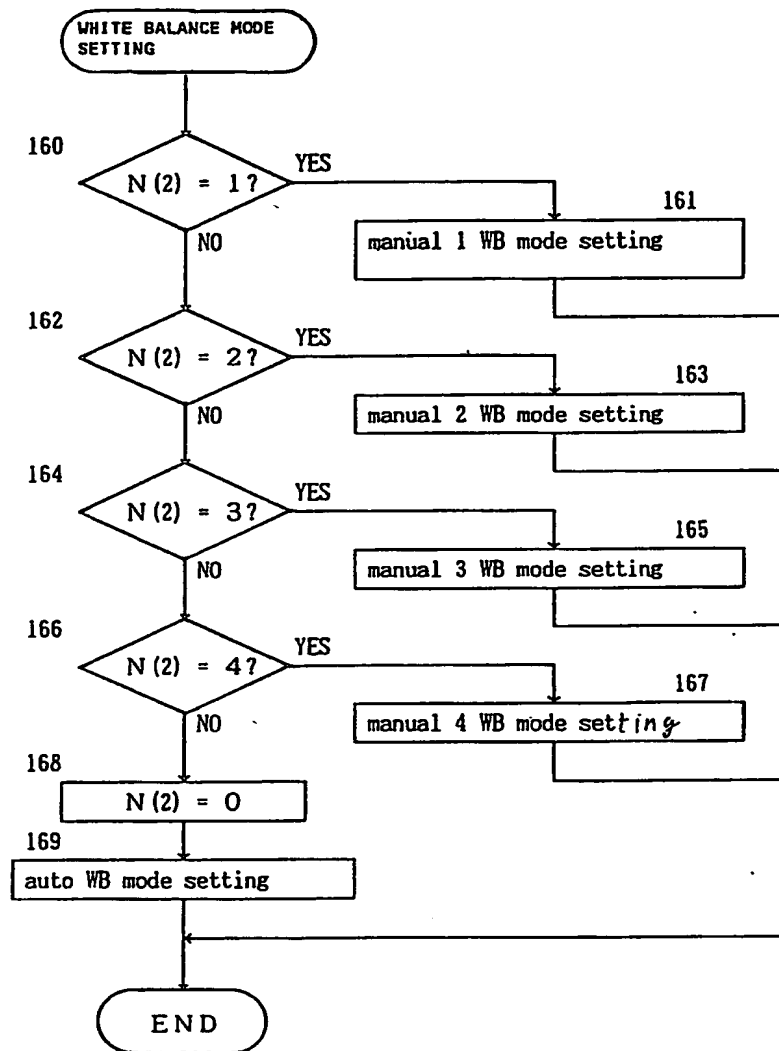 WHITE BALANCE MODE
SETTING
160
N(2) = 1?
YES
161
manual 1 WB mode setting
NO
162
N(2) = 2?
YES
163
manual 2 WB mode setting
NO
164
N(2) = 3?
YES
165
manual 3 WB mode setting
NO
166
N(2) = 4?
YES
167
manual 4 WB mode setting
NO
168
N(2) = 0
169
auto WB mode setting
END